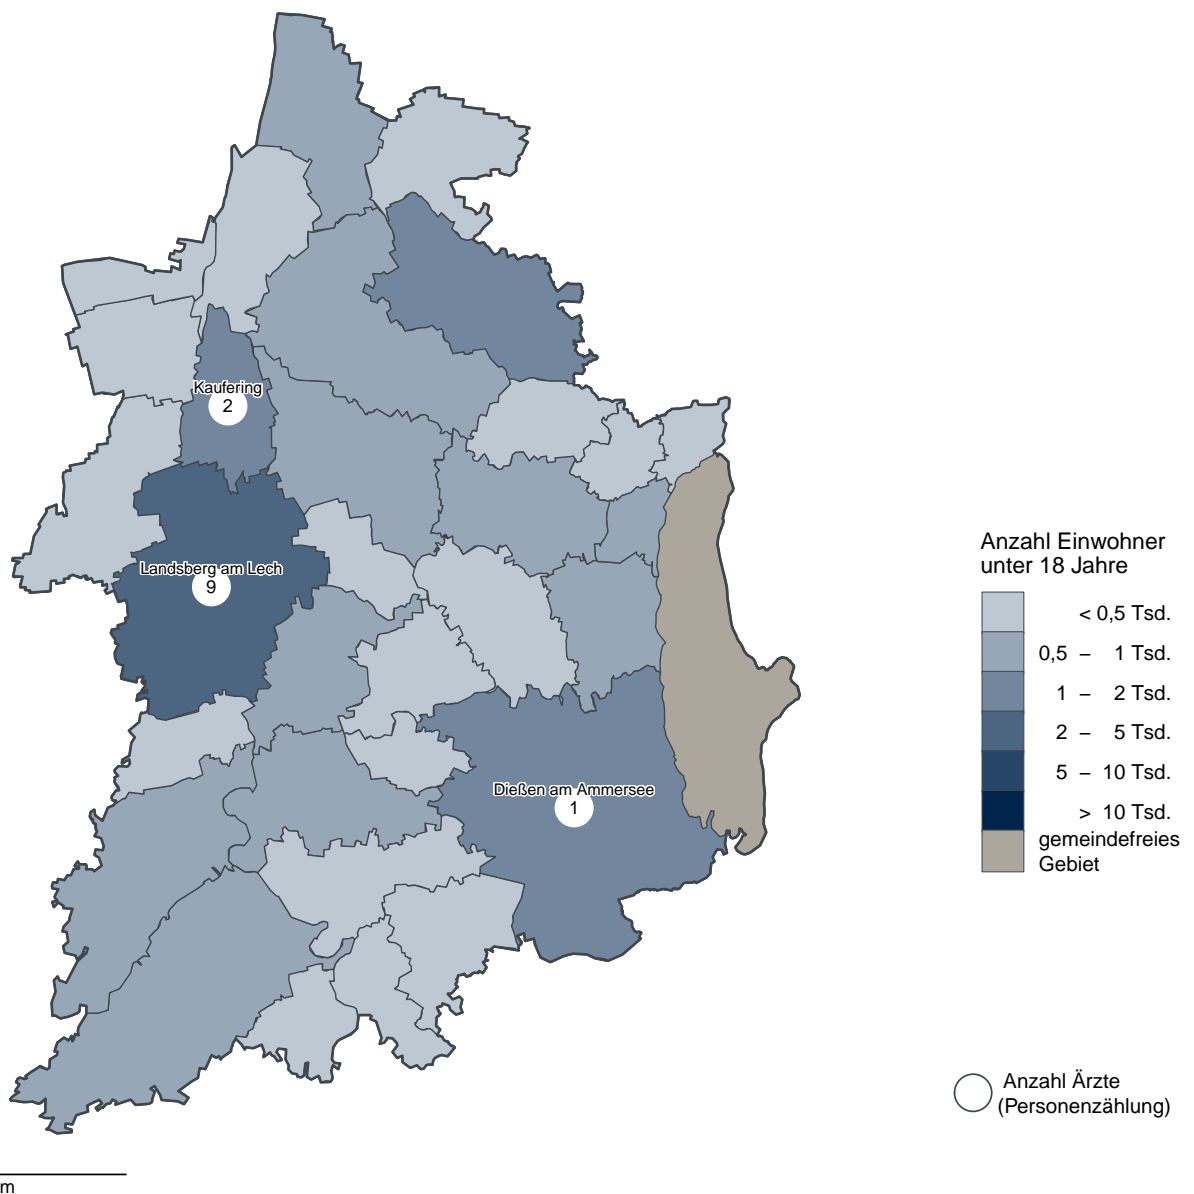 Kaufering
2
Landsberg am Lech
9
Dießen am Ammersee
1
Anzahl Einwohner
unter 18 Jahre
< 0,5 Tsd.
0,5 – 1 Tsd.
1 – 2 Tsd.
2 – 5 Tsd.
5 – 10 Tsd.
> 10 Tsd.
gemeindefreies
Gebiet
Anzahl Ärzte
(Personenzählung)
m